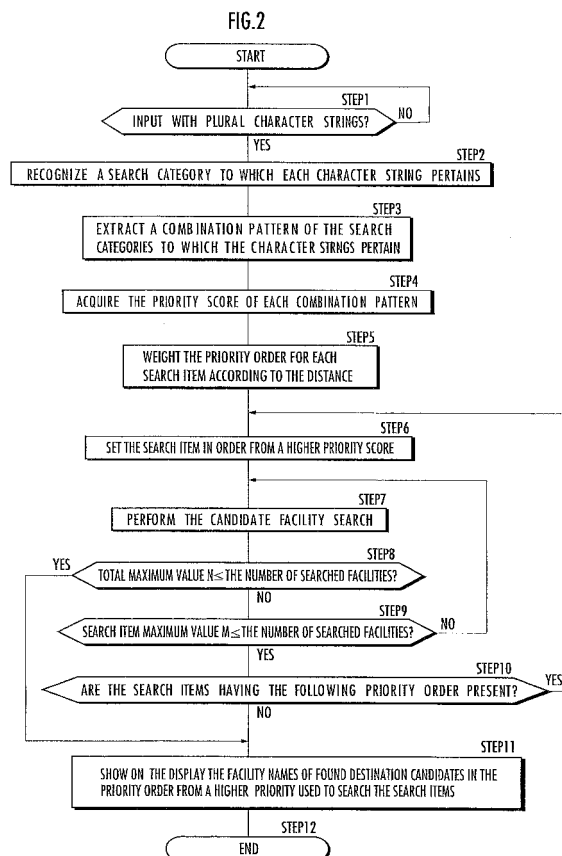 FIG.2
START
STEP1
INPUT WITH PLURAL CHARACTER STRINGS?
NO
YES
STEP2
RECOGNIZE A SEARCH CATEGORY TO WHICH EACH CHARACTER STRING PERTAINS
STEP3
EXTRACT A COMBINATION PATTERN OF THE SEARCH
CATEGORIES TO WHICH THE CHARACTER STRNGS PERTAIN
STEP4
ACQUIRE THE PRIORITY SCORE OF EACH COMBINATION PATTERN
STEP5
WEIGHT THE PRIORITY ORDER FOR EACH
SEARCH ITEM ACCORDING TO THE DISTANCE
STEP6
SET THE SEARCH ITEM IN ORDER FROM A HIGHER PRIORITY SCORE
STEP7
PERFORM THE CANDIDATE FACILITY SEARCH
STEP8
YES
TOTAL MAXIMUM VALUE N≤THE NUMBER OF SEARCHED FACILITIES?
NO
STEP9
SEARCH ITEM MAXIMUM VALUE M≤THE NUMBER OF SEARCHED FACILITIES?
NO
YES
STEP10
ARE THE SEARCH ITEMS HAVING THE FOLLOWING PRIORITY ORDER PRESENT?
YES
NO
STEP11
SHOW ON THE DISPLAY THE FACILITY NAMES OF FOUND DESTINATION CANDIDATES IN THE
PRIORITY ORDER FROM A HIGHER PRIORITY USED TO SEARCH THE SEARCH ITEMS
STEP12
END